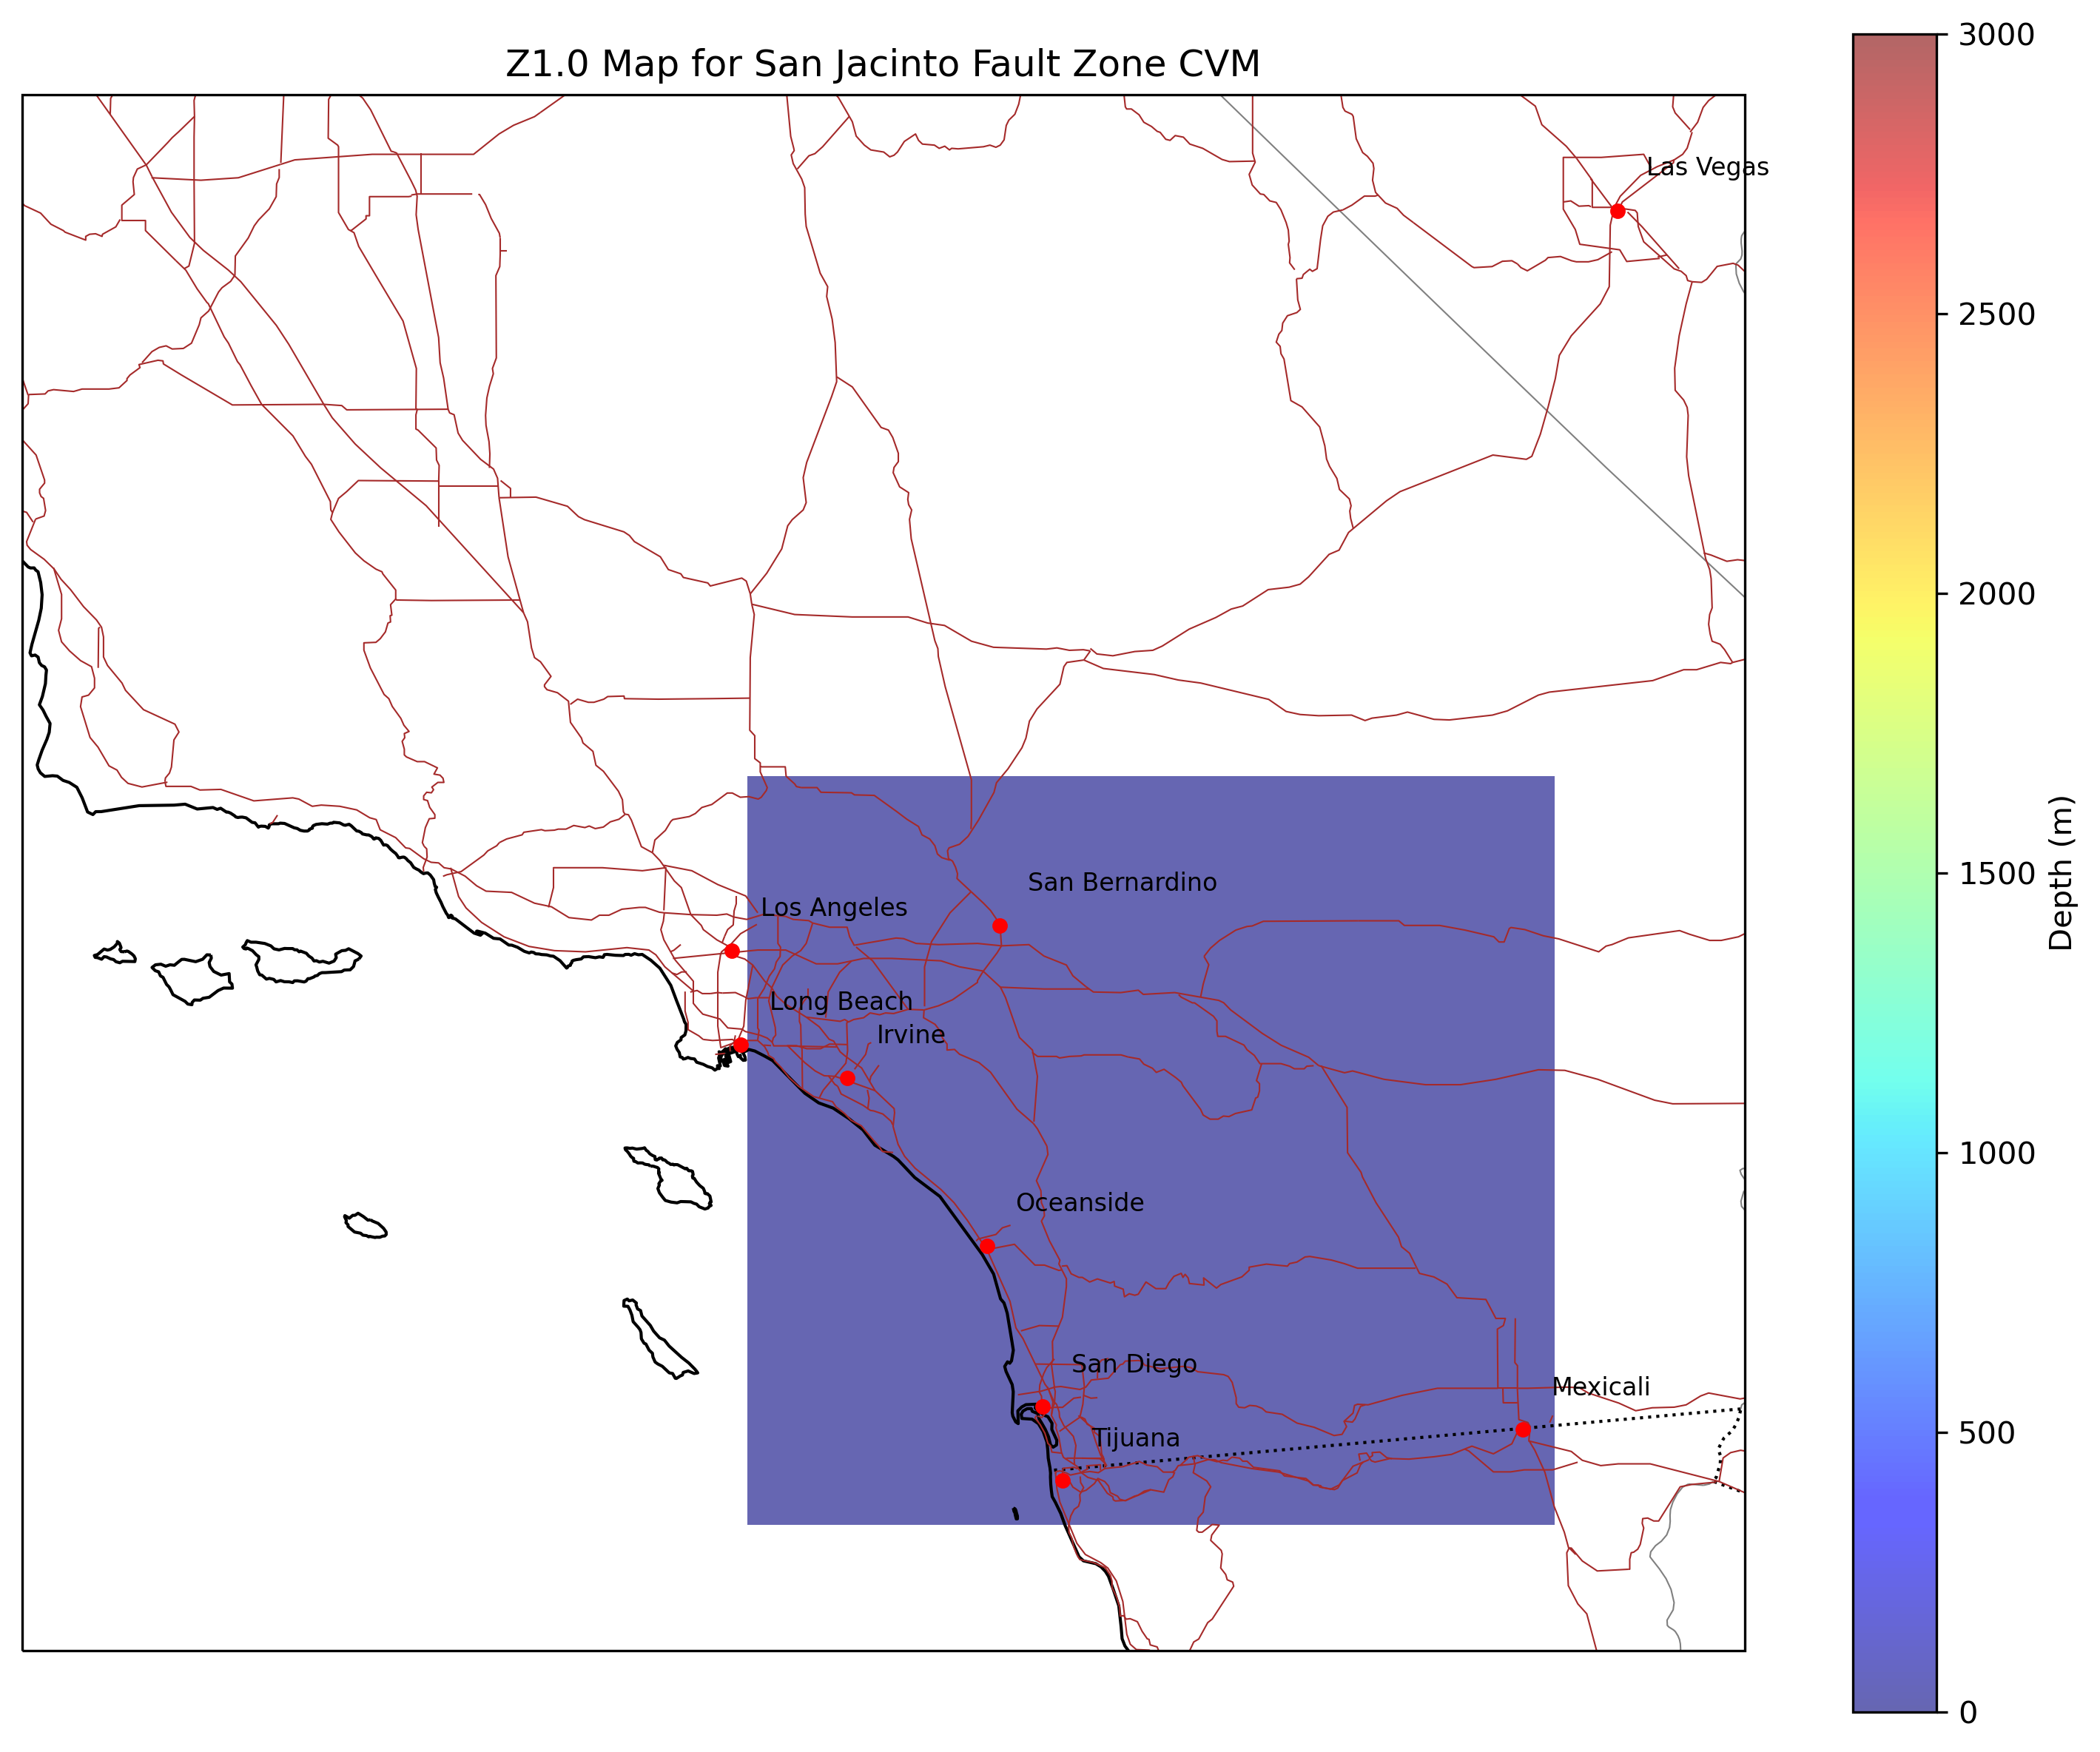 Z1.0 Map for San Jacinto Fault Zone CVM
Las Vegas
San Bernardino
Los Angeles
Long Beach
Irvine
Oceanside
San Diego
Mexicali
Tijuana
3000
2500
2000
1500
1000
500
0
Depth (m)